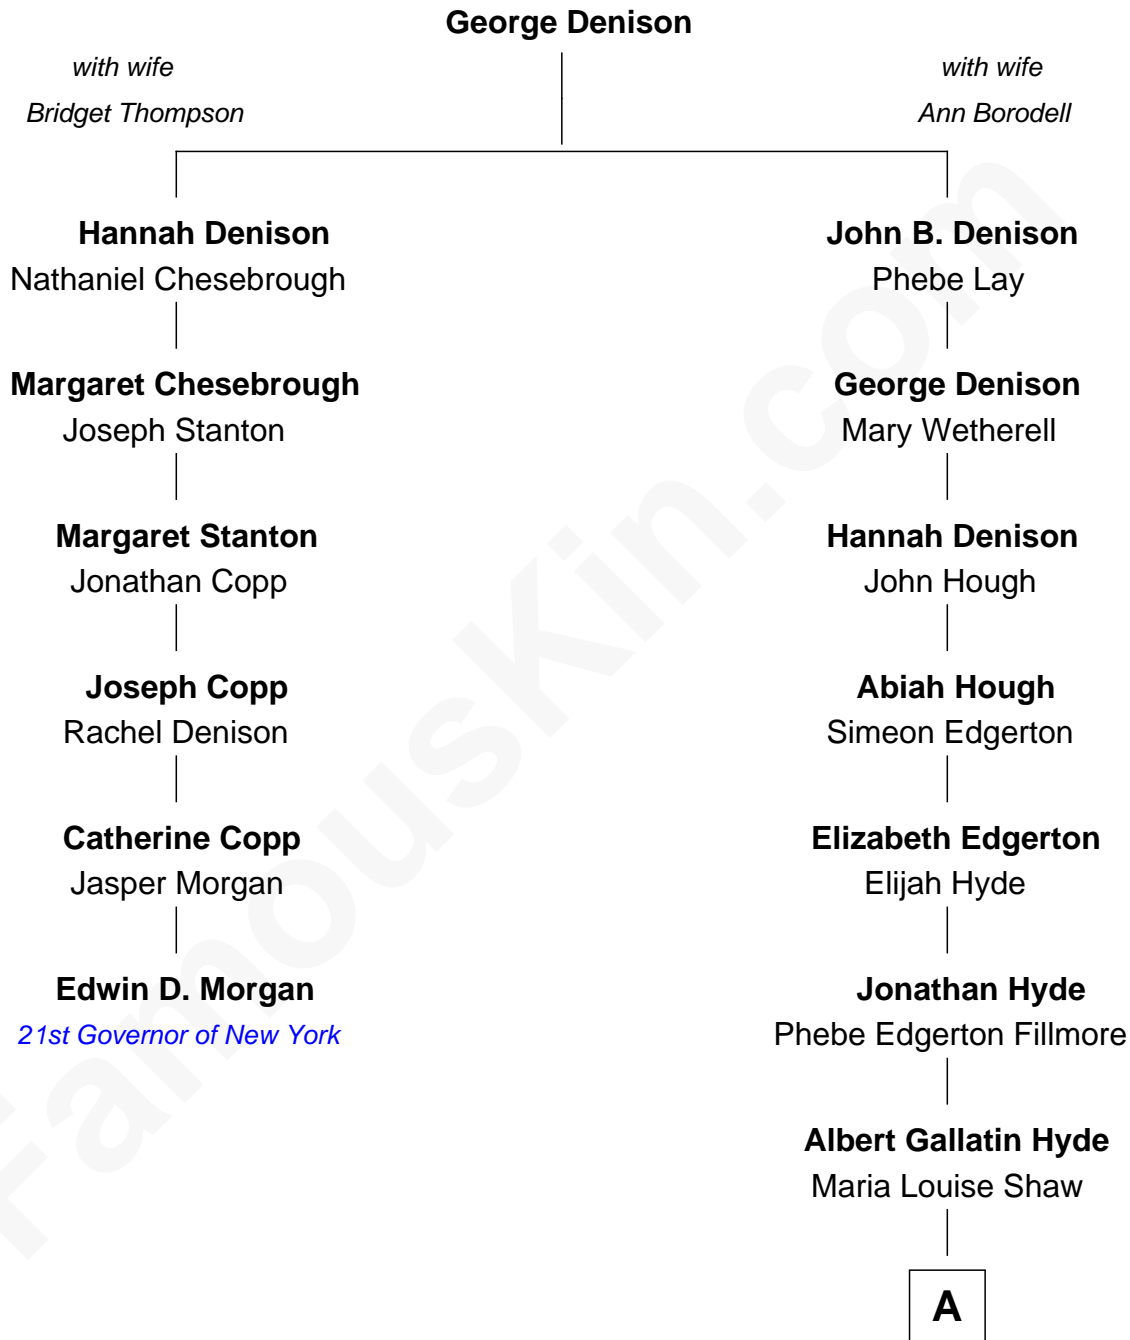 George Denison
with wife
Bridget Thompson
with wife
Ann Borodell
Hannah Denison
Nathaniel Chesebrough
John B. Denison
Phebe Lay
Margaret Chesebrough
Joseph Stanton
George Denison
Mary Wetherell
Margaret Stanton
Jonathan Copp
Hannah Denison
John Hough
Joseph Copp
Rachel Denison
Abiah Hough
Simeon Edgerton
Catherine Copp
Jasper Morgan
Elizabeth Edgerton
Elijah Hyde
Edwin D. Morgan
21st Governor of New York
Jonathan Hyde
Phebe Edgerton Fillmore
Albert Gallatin Hyde
Maria Louise Shaw
A
FamousKin.com